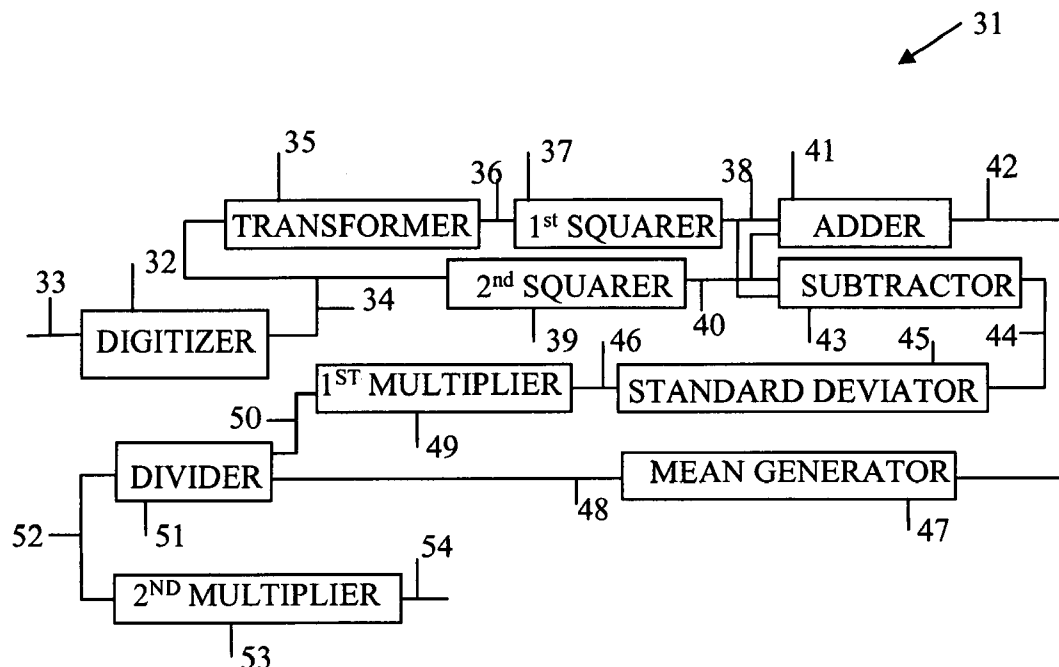 31
35
36
37
38
41
42
TRANSFORMER
1st SQUARER
ADDER
33
32
34
2nd SQUARER
40
SUBTRACTOR
DIGITIZER
39
46
43
45
44
50
1ST MULTIPLIER
STANDARD DEVIATOR
49
DIVIDER
48
MEAN GENERATOR
52
51
54
47
2ND MULTIPLIER
53